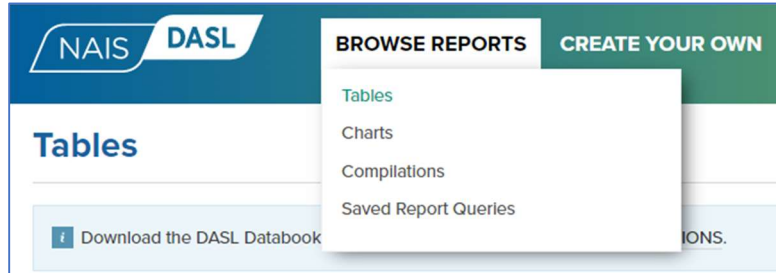 NAIS DASL BROWSE REPORTS CREATE YOUR OWN
Tables
Charts
Compilations
Saved Report Queries
Tables
i Download the DASL Databook IONS.